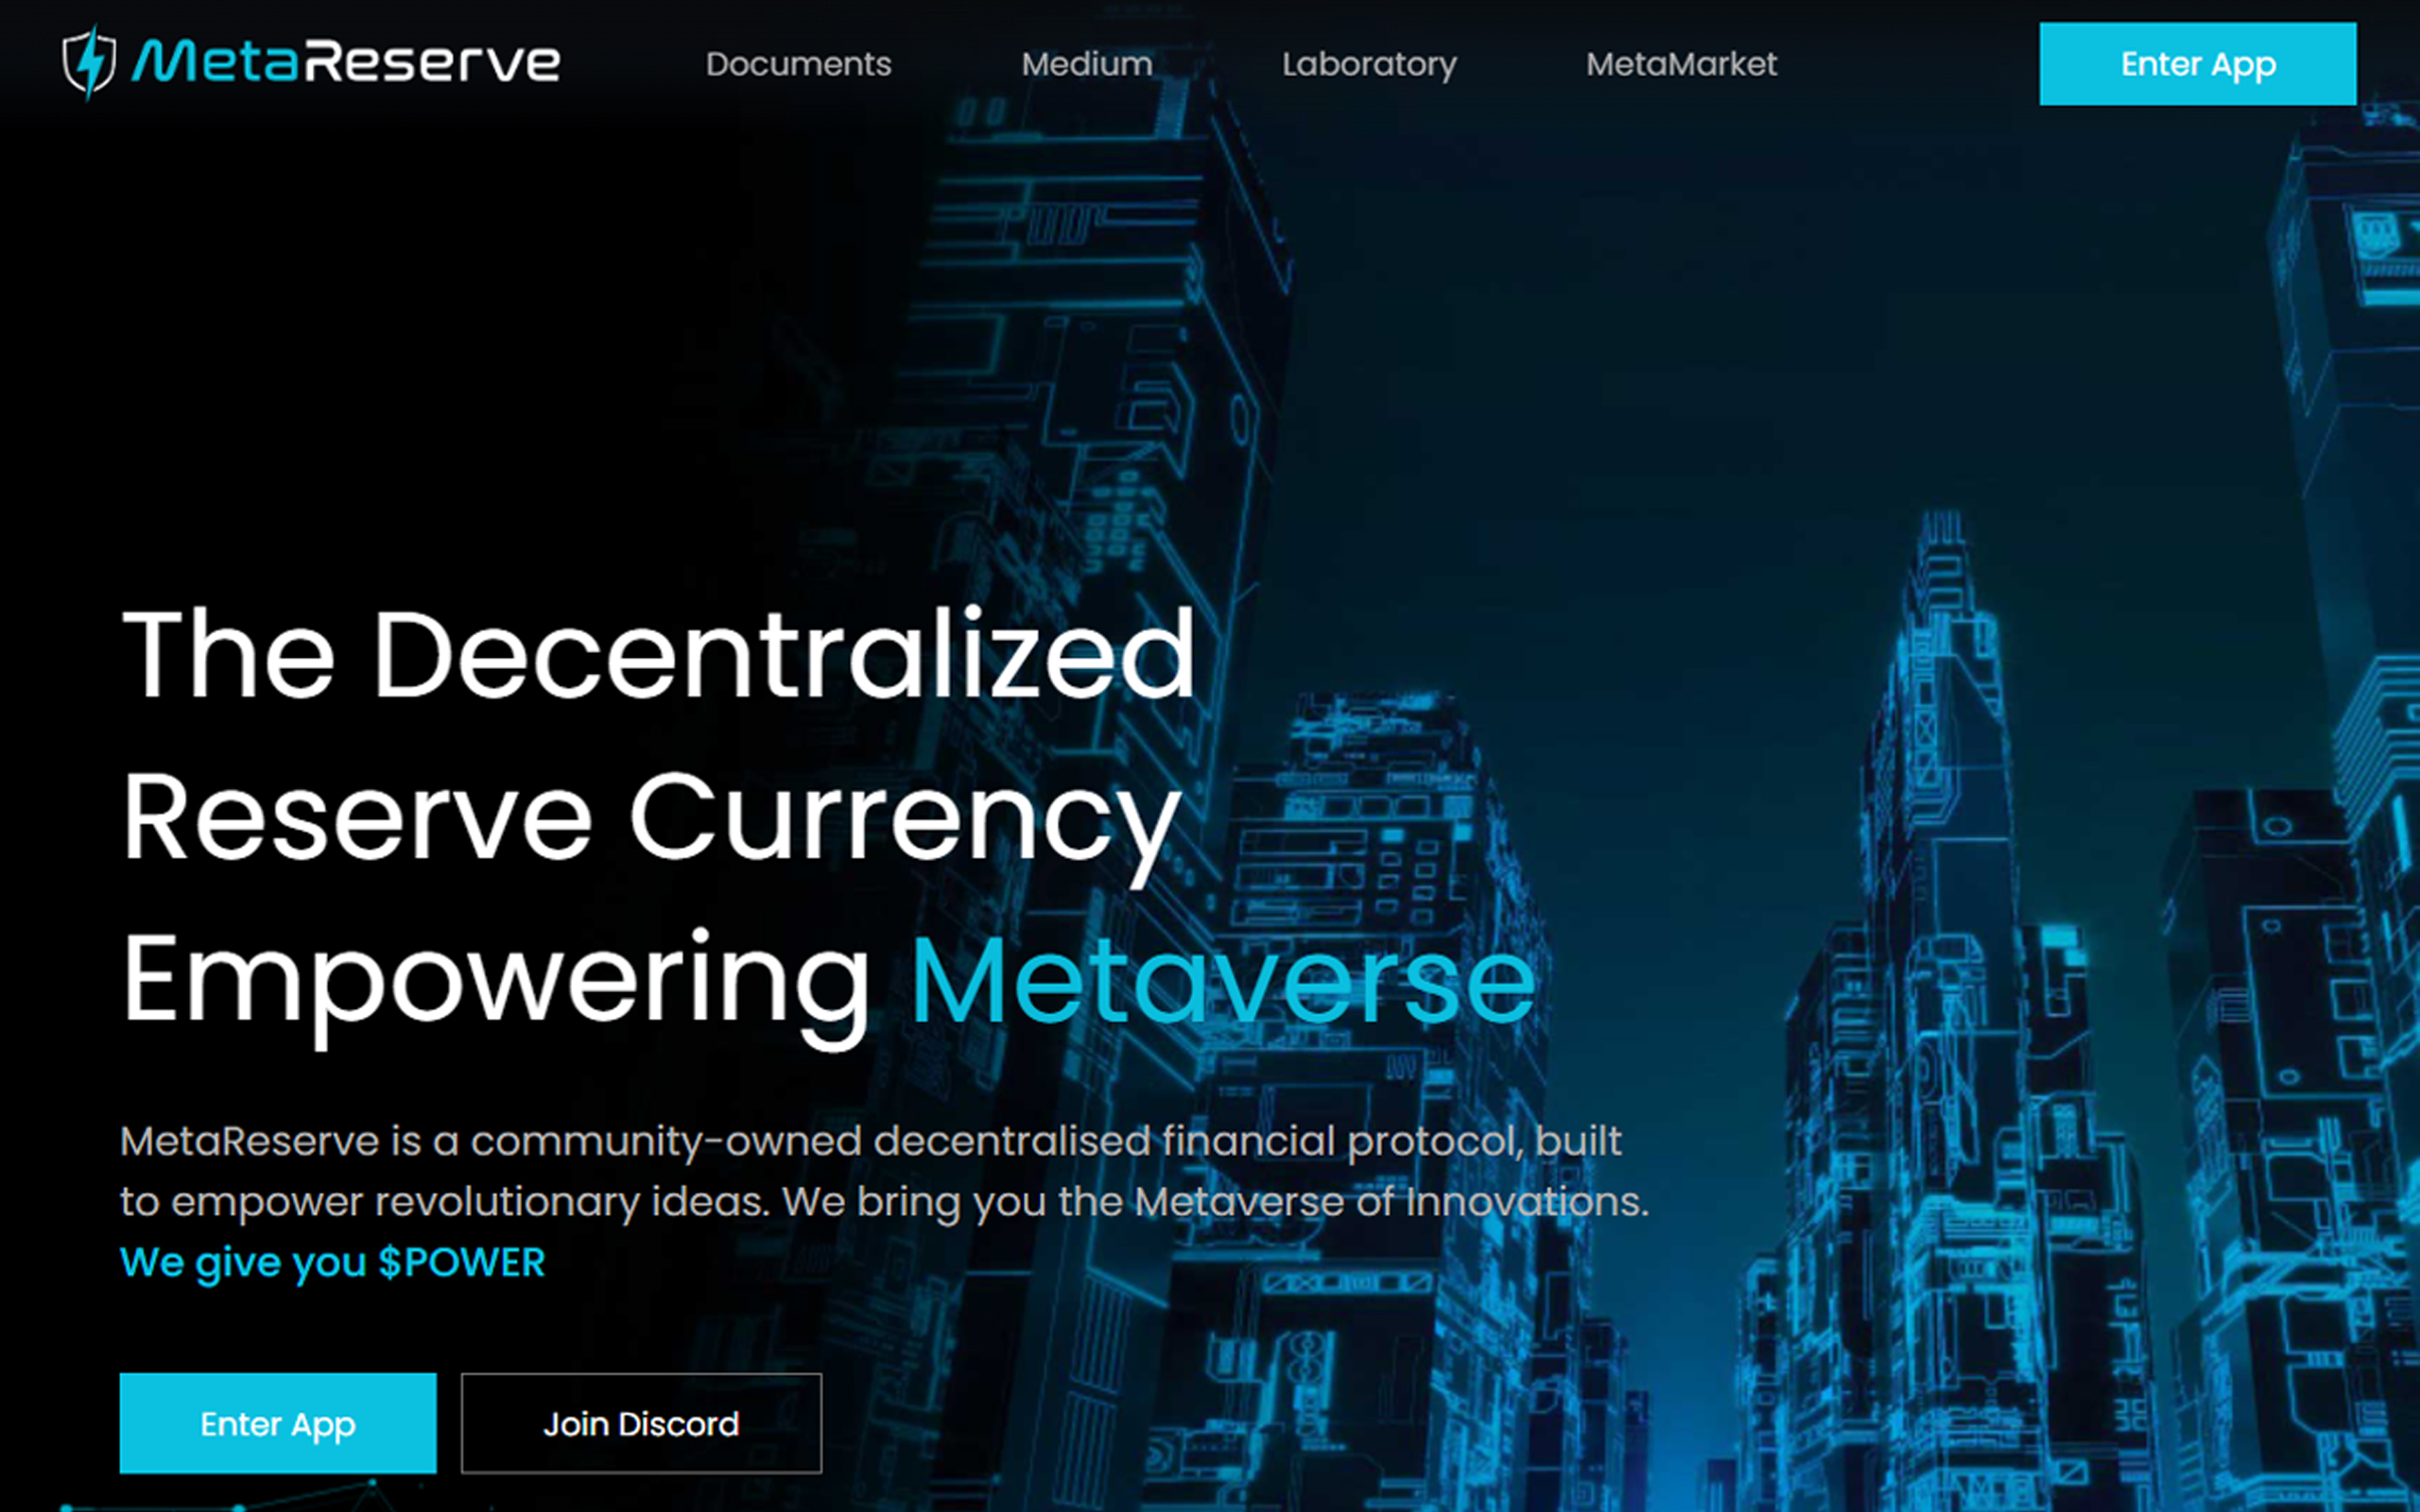 MetaReserve
Documents
Medium
Laboratory
MetaMarket
Enter App
The Decentralized
Reserve Currency
Empowering Metaverse
MetaReserve is a community-owned decentralised financial protocol, built
to empower revolutionary ideas. We bring you the Metaverse of Innovations.
We give you $POWER
Enter App
Join Discord